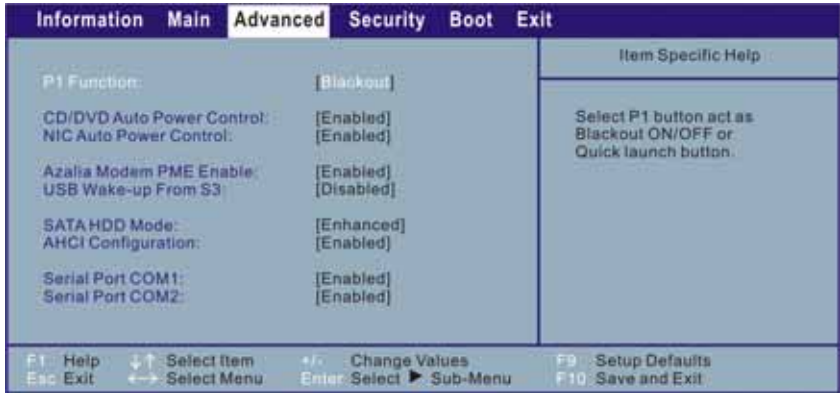 Information Main Advanced Security Boot Exit
Item Specific Help
P1 Function: [Blackout]
CD/DVD Auto Power Control: [Enabled]
NIC Auto Power Control: [Enabled]
Select P1 button act as
Blackout ON/OFF or
Quick launch button.
Azalia Modem PME Enable: [Enabled]
USB Wake-up From S3: [Disabled]
SATA HDD Mode: [Enhanced]
AHCI Configuration: [Enabled]
Serial Port COM1: [Enabled]
Serial Port COM2: [Enabled]
F1 Help ↓↑ Select Item +/- Change Values F9 Setup Defaults
Esc Exit ←→ Select Menu Enter Select ▶ Sub-Menu F10 Save and Exit